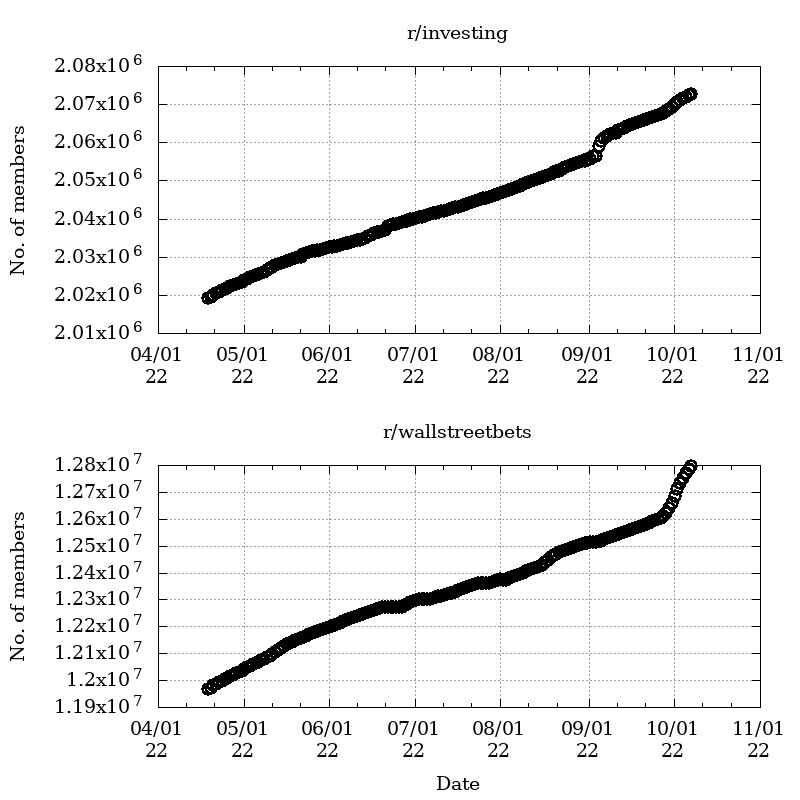 r/investing
2.08x10^6
2.07x10^6
2.06x10^6
2.05x10^6
2.04x10^6
2.03x10^6
2.02x10^6
2.01x10^6
No. of members
04/01 05/01 06/01 07/01 08/01 09/01 10/01 11/01
22 22 22 22 22 22 22 22
r/wallstreetbets
1.28x10^7
1.27x10^7
1.26x10^7
1.25x10^7
1.24x10^7
1.23x10^7
1.22x10^7
1.21x10^7
1.2x10^7
1.19x10^7
No. of members
04/01 05/01 06/01 07/01 08/01 09/01 10/01 11/01
22 22 22 22 22 22 22 22
Date